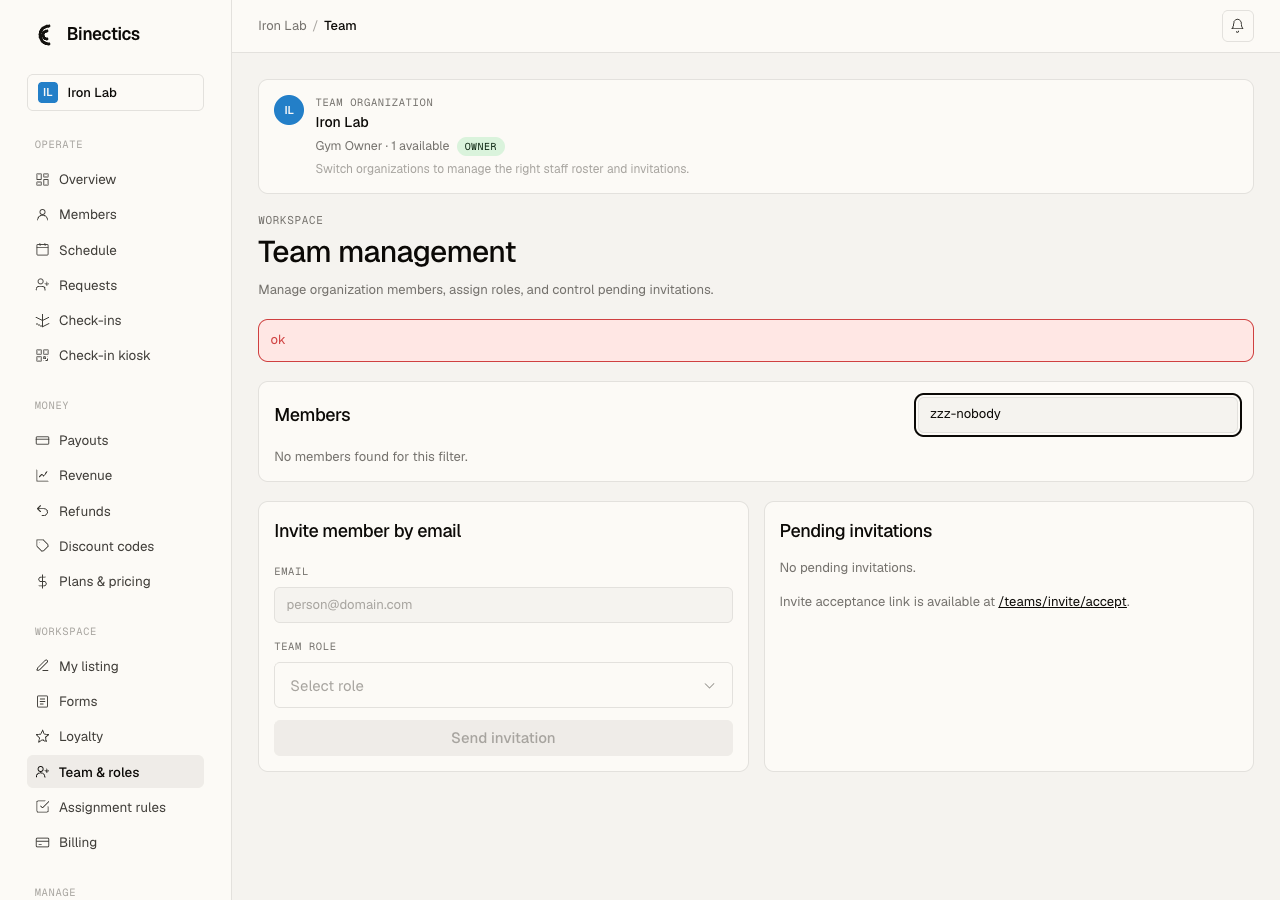 Binectics
IL Iron Lab
OPERATE
Overview
Members
Schedule
Requests
Check-ins
Check-in kiosk
MONEY
Payouts
Revenue
Refunds
Discount codes
Plans & pricing
WORKSPACE
My listing
Forms
Loyalty
Team & roles
Assignment rules
Billing
MANAGE
Iron Lab / Team
IL
TEAM ORGANIZATION
Iron Lab
Gym Owner · 1 available OWNER
Switch organizations to manage the right staff roster and invitations.
WORKSPACE
Team management
Manage organization members, assign roles, and control pending invitations.
ok
Members
zzz-nobody
No members found for this filter.
Invite member by email
EMAIL
person@domain.com
TEAM ROLE
Select role
Send invitation
Pending invitations
No pending invitations.
Invite acceptance link is available at /teams/invite/accept.